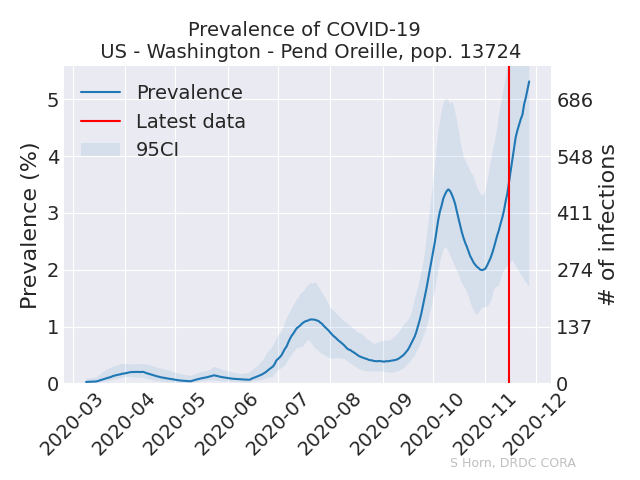 Prevalence of COVID-19
US - Washington - Pend Oreille, pop. 13724
Prevalence
Latest data
95CI
Prevalence (%)
5
4
3
2
1
0
686
548
411
274
137
0
# of infections
2020-03
2020-04
2020-05
2020-06
2020-07
2020-08
2020-09
2020-10
2020-11
2020-12
S Horn, DRDC CORA